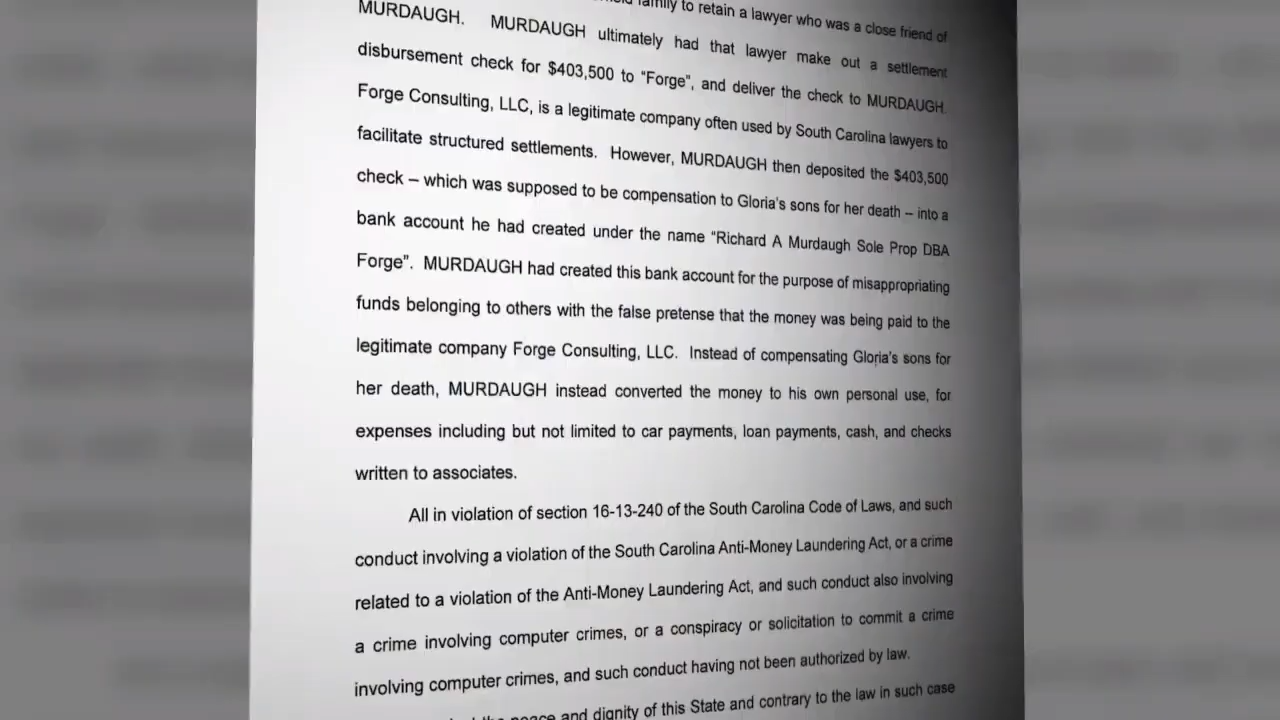 family to retain a lawyer who was a close friend of
MURDAUGH. MURDAUGH ultimately had that lawyer make out a settlement
disbursement check for $403,500 to "Forge", and deliver the check to MURDAUGH.
Forge Consulting, LLC, is a legitimate company often used by South Carolina lawyers to
facilitate structured settlements. However, MURDAUGH then deposited the $403,500
check – which was supposed to be compensation to Gloria's sons for her death – into a
bank account he had created under the name "Richard A Murdaugh Sole Prop DBA
Forge". MURDAUGH had created this bank account for the purpose of misappropriating
funds belonging to others with the false pretense that the money was being paid to the
legitimate company Forge Consulting, LLC. Instead of compensating Gloria's sons for
her death, MURDAUGH instead converted the money to his own personal use, for
expenses including but not limited to car payments, loan payments, cash, and checks
written to associates.
All in violation of section 16-13-240 of the South Carolina Code of Laws, and such
conduct involving a violation of the South Carolina Anti-Money Laundering Act, or a crime
related to a violation of the Anti-Money Laundering Act, and such conduct also involving
a crime involving computer crimes, or a conspiracy or solicitation to commit a crime
involving computer crimes, and such conduct having not been authorized by law.
the peace and dignity of this State and contrary to the law in such case